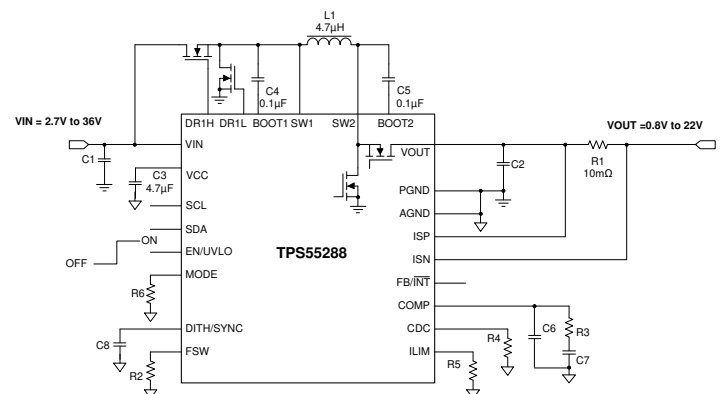 L1
4.7µH
C4
0.1µF
C5
0.1µF
VIN = 2.7V to 36V
VOUT =0.8V to 22V
DR1H DR1L BOOT1 SW1 SW2 BOOT2
C1
VIN
VOUT
C2
R1
10mΩ
C3
4.7µF
VCC
PGND
SCL
AGND
SDA
ISP
ON
OFF
EN/UVLO
TPS55288
ISN
MODE
FB/INT
R6
COMP
DITH/SYNC
CDC
C8
R4
C6
R3
FSW
ILIM
R2
R5
C7